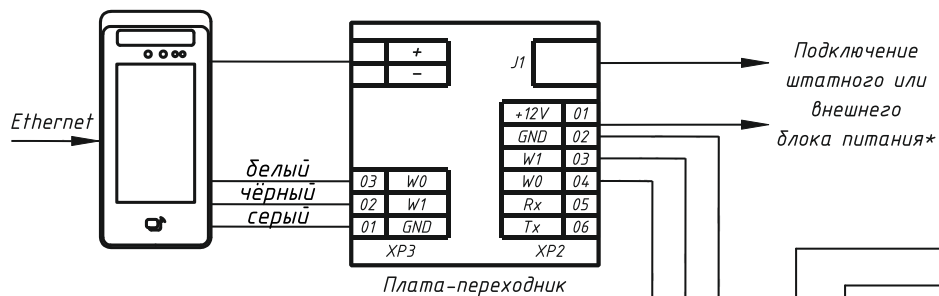 Ethernet
белый
чёрный
серый
+
-
03 W0
02 W1
01 GND
XP3
J1
+12V 01
GND 02
W1 03
W0 04
Rx 05
Tx 06
XP2
Плата-переходник
Подключение
штатного или
внешнего
блока питания*